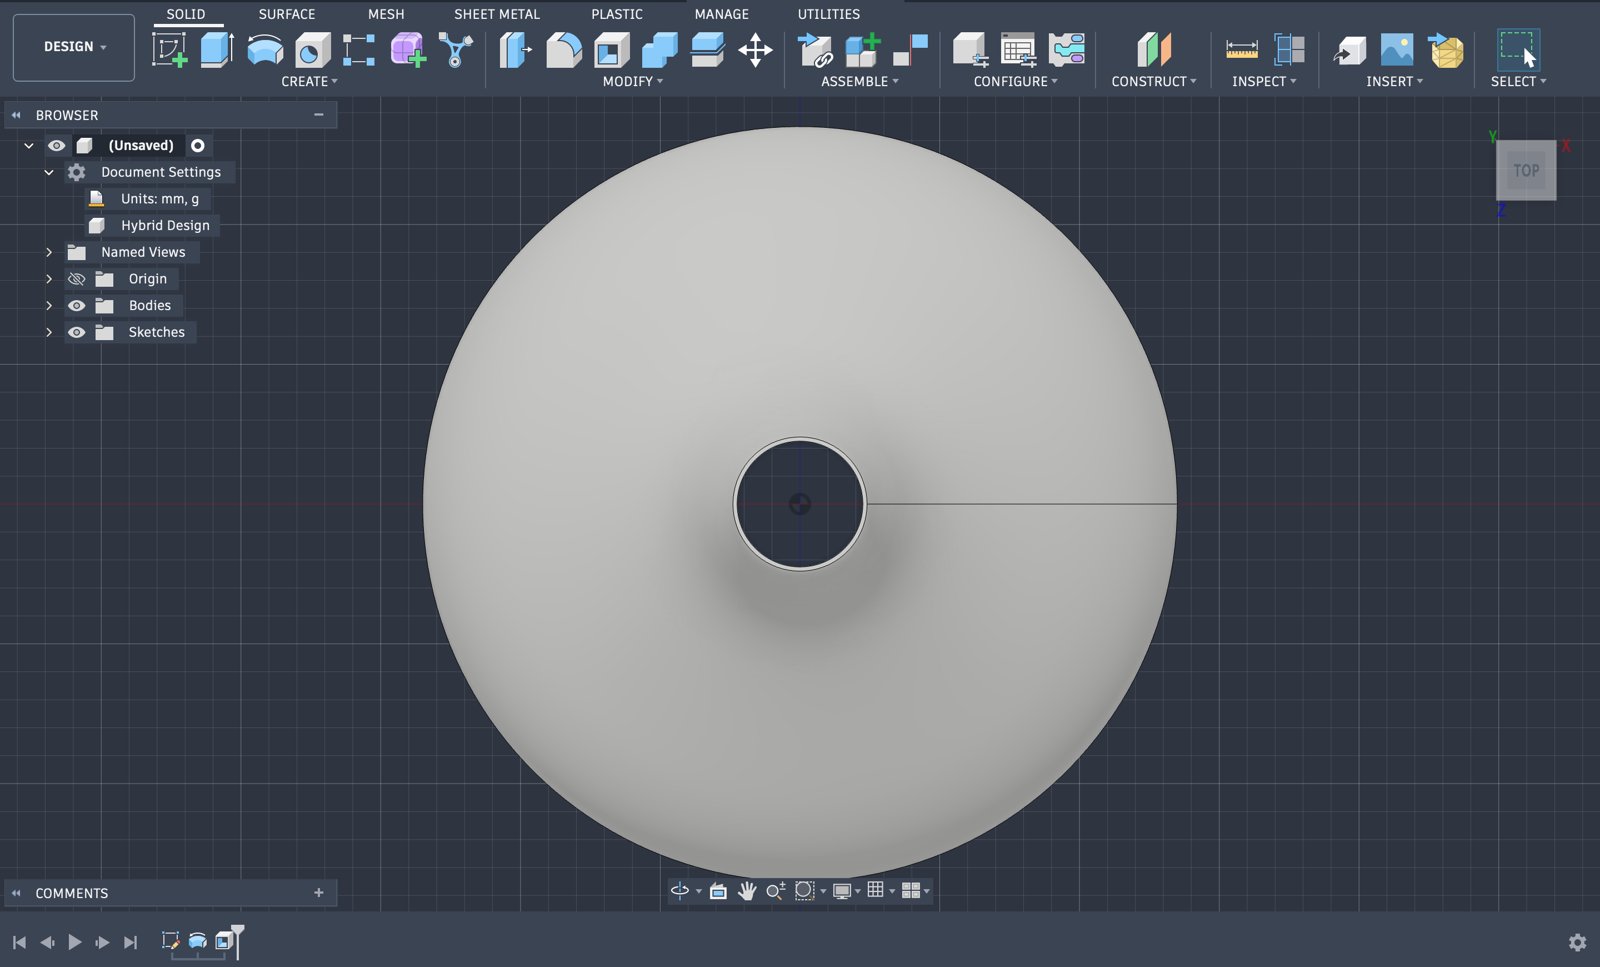 SOLID SURFACE MESH SHEET METAL PLASTIC MANAGE UTILITIES
DESIGN
CREATE MODIFY ASSEMBLE CONFIGURE CONSTRUCT INSPECT INSERT SELECT
BROWSER
(Unsaved)
Document Settings
Units: mm, g
Hybrid Design
Named Views
Origin
Bodies
Sketches
Y
X
TOP
Z
COMMENTS